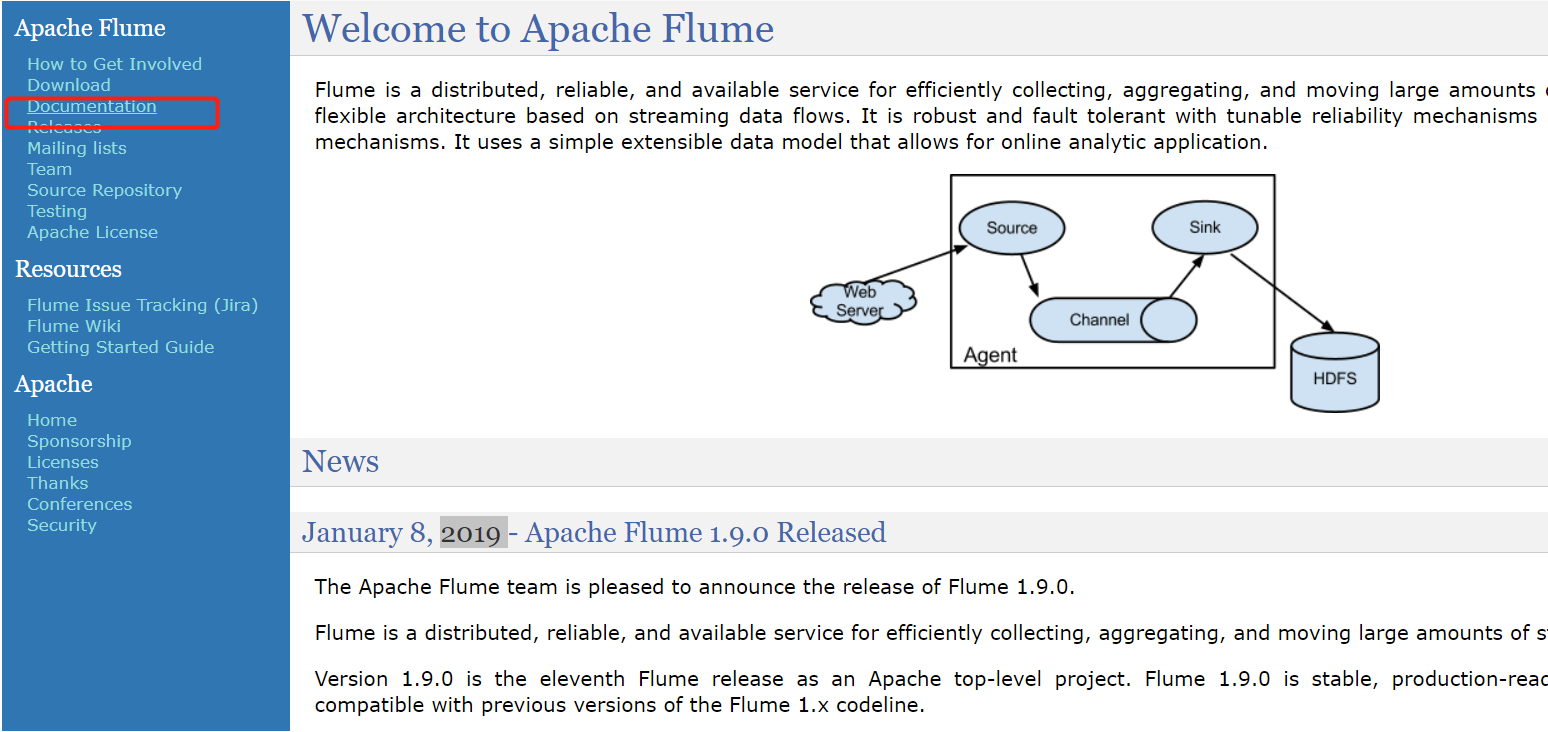 Apache Flume
How to Get Involved
Download
Documentation
Releases
Mailing lists
Team
Source Repository
Testing
Apache License
Resources
Flume Issue Tracking (Jira)
Flume Wiki
Getting Started Guide
Apache
Home
Sponsorship
Licenses
Thanks
Conferences
Security
Welcome to Apache Flume
Flume is a distributed, reliable, and available service for efficiently collecting, aggregating, and moving large amounts
flexible architecture based on streaming data flows. It is robust and fault tolerant with tunable reliability mechanisms
mechanisms. It uses a simple extensible data model that allows for online analytic application.
Source
Sink
Web
Server
Channel
Agent
HDFS
News
January 8, 2019 - Apache Flume 1.9.0 Released
The Apache Flume team is pleased to announce the release of Flume 1.9.0.
Flume is a distributed, reliable, and available service for efficiently collecting, aggregating, and moving large amounts of
Version 1.9.0 is the eleventh Flume release as an Apache top-level project. Flume 1.9.0 is stable,
compatible with previous versions of the Flume 1.x codeline.